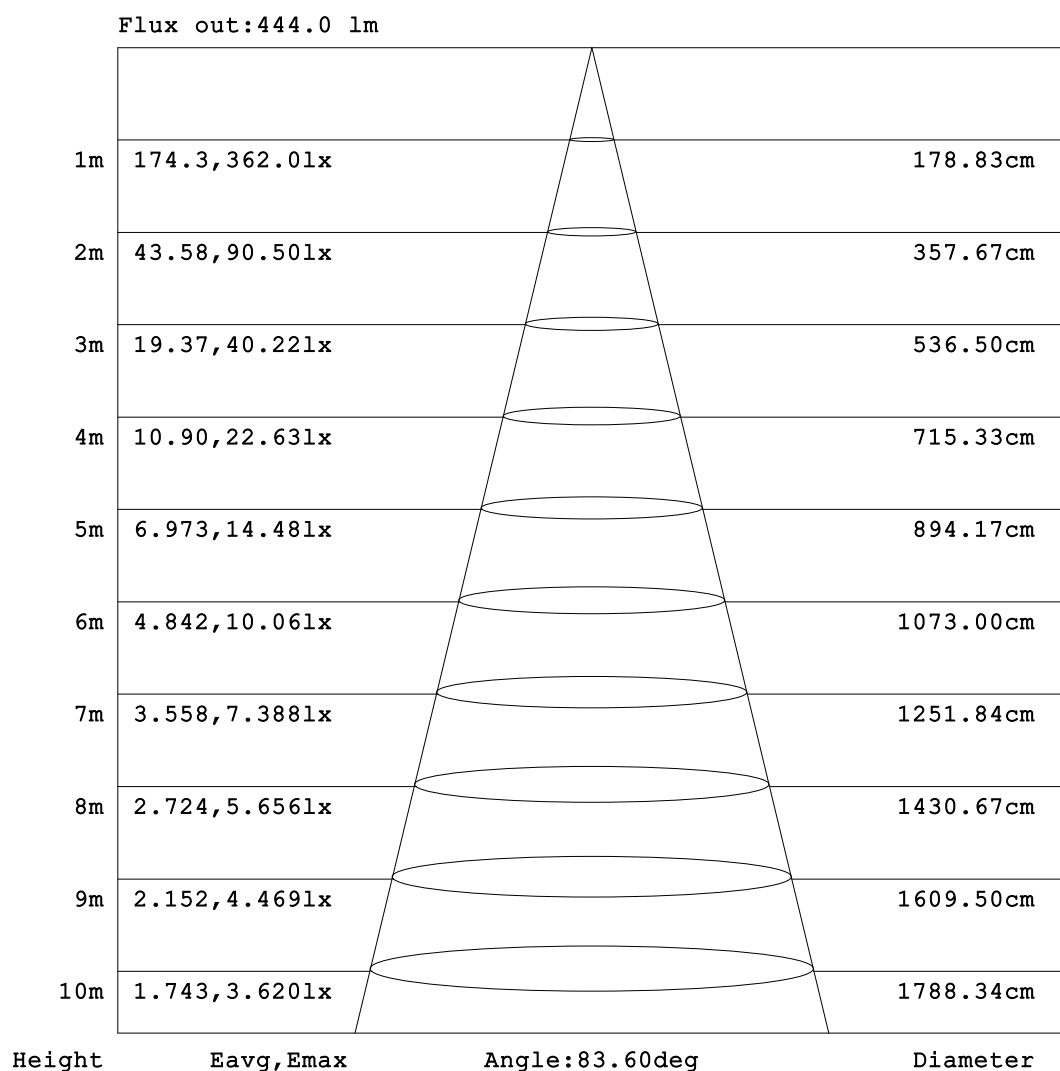 Flux out:444.0 lm
1m 174.3,362.0lx 178.83cm
2m 43.58,90.50lx 357.67cm
3m 19.37,40.22lx 536.50cm
4m 10.90,22.63lx 715.33cm
5m 6.973,14.48lx 894.17cm
6m 4.842,10.06lx 1073.00cm
7m 3.558,7.388lx 1251.84cm
8m 2.724,5.656lx 1430.67cm
9m 2.152,4.469lx 1609.50cm
10m 1.743,3.620lx 1788.34cm
Height Eavg,Emax Angle:83.60deg Diameter